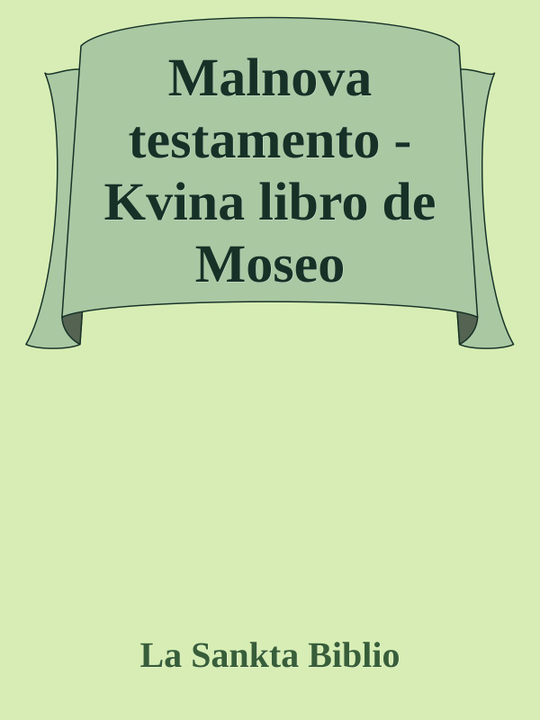 Malnova
testamento -
Kvina libro de
Moseo
La Sankta Biblio